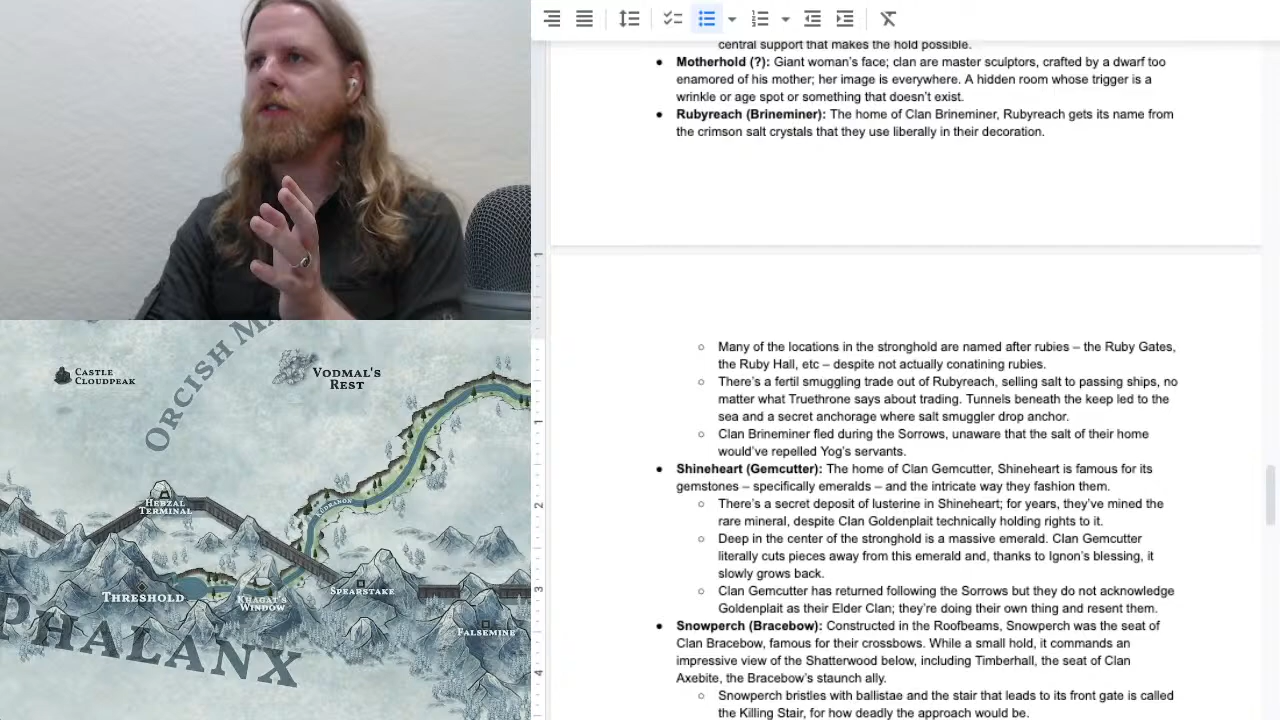 central support that makes the hold possible.
● Motherhold (?): Giant woman's face; clan are master sculptors, crafted by a dwarf too
enamored of his mother; her image is everywhere. A hidden room whose trigger is a
wrinkle or age spot or something that doesn't exist.
● Rubyreach (Brineminer): The home of Clan Brineminer, Rubyreach gets its name from
the crimson salt crystals that they use liberally in their decoration.
○ Many of the locations in the stronghold are named after rubies – the Ruby Gates,
the Ruby Hall, etc – despite not actually conatining rubies.
○ There's a fertil smuggling trade out of Rubyreach, selling salt to passing ships, no
matter what Truethrone says about trading. Tunnels beneath the keep led to the
sea and a secret anchorage where salt smuggler drop anchor.
○ Clan Brineminer fled during the Sorrows, unaware that the salt of their home
would've repelled Yog's servants.
● Shineheart (Gemcutter): The home of Clan Gemcutter, Shineheart is famous for its
gemstones – specifically emeralds – and the intricate way they fashion them.
○ There's a secret deposit of lusterine in Shineheart; for years, they've mined the
rare mineral, despite Clan Goldenplait technically holding rights to it.
○ Deep in the center of the stronghold is a massive emerald. Clan Gemcutter
literally cuts pieces away from this emerald and, thanks to Ignon's blessing, it
slowly grows back.
○ Clan Gemcutter has returned following the Sorrows but they do not acknowledge
Goldenplait as their Elder Clan; they're doing their own thing and resent them.
● Snowperch (Bracebow): Constructed in the Roofbeams, Snowperch was the seat of
Clan Bracebow, famous for their crossbows. While a small hold, it commands an
impressive view of the Shatterwood below, including Timberhall, the seat of Clan
Axebite, the Bracebow's staunch ally.
○ Snowperch bristles with ballistae and the stair that leads to its front gate is called
the Killing Stair, for how deadly the approach would be.
1
1
2
3
4
ORCISH
CASTLE
CLOUDPEAK
VODMAL'S
REST
HEBZAL
TERMINAL
THRESHOLD
KHAGAT'S
WINDOW
SPEARSTAKE
FALSEMINE
PHALANX